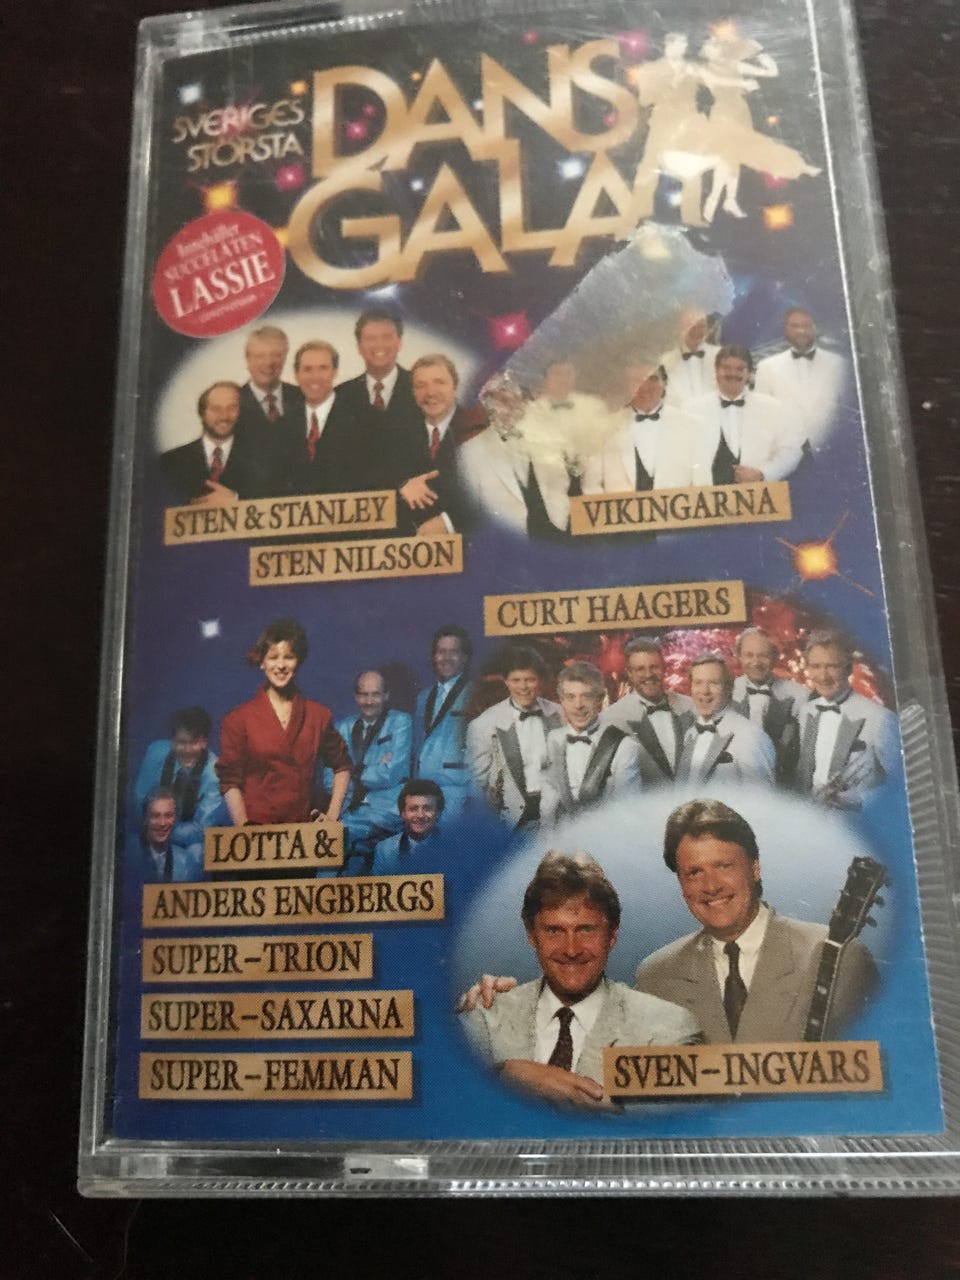 SVERIGES
STÖRSTA
DANS
GALA
Innehåller
SUCCÉLÅTEN
LASSIE
STEN & STANLEY
STEN NILSSON
VIKINGARNA
CURT HAAGERS
LOTTA &
ANDERS ENGBERGS
SUPER-TRION
SUPER-SAXARNA
SUPER-FEMMAN
SVEN-INGVARS